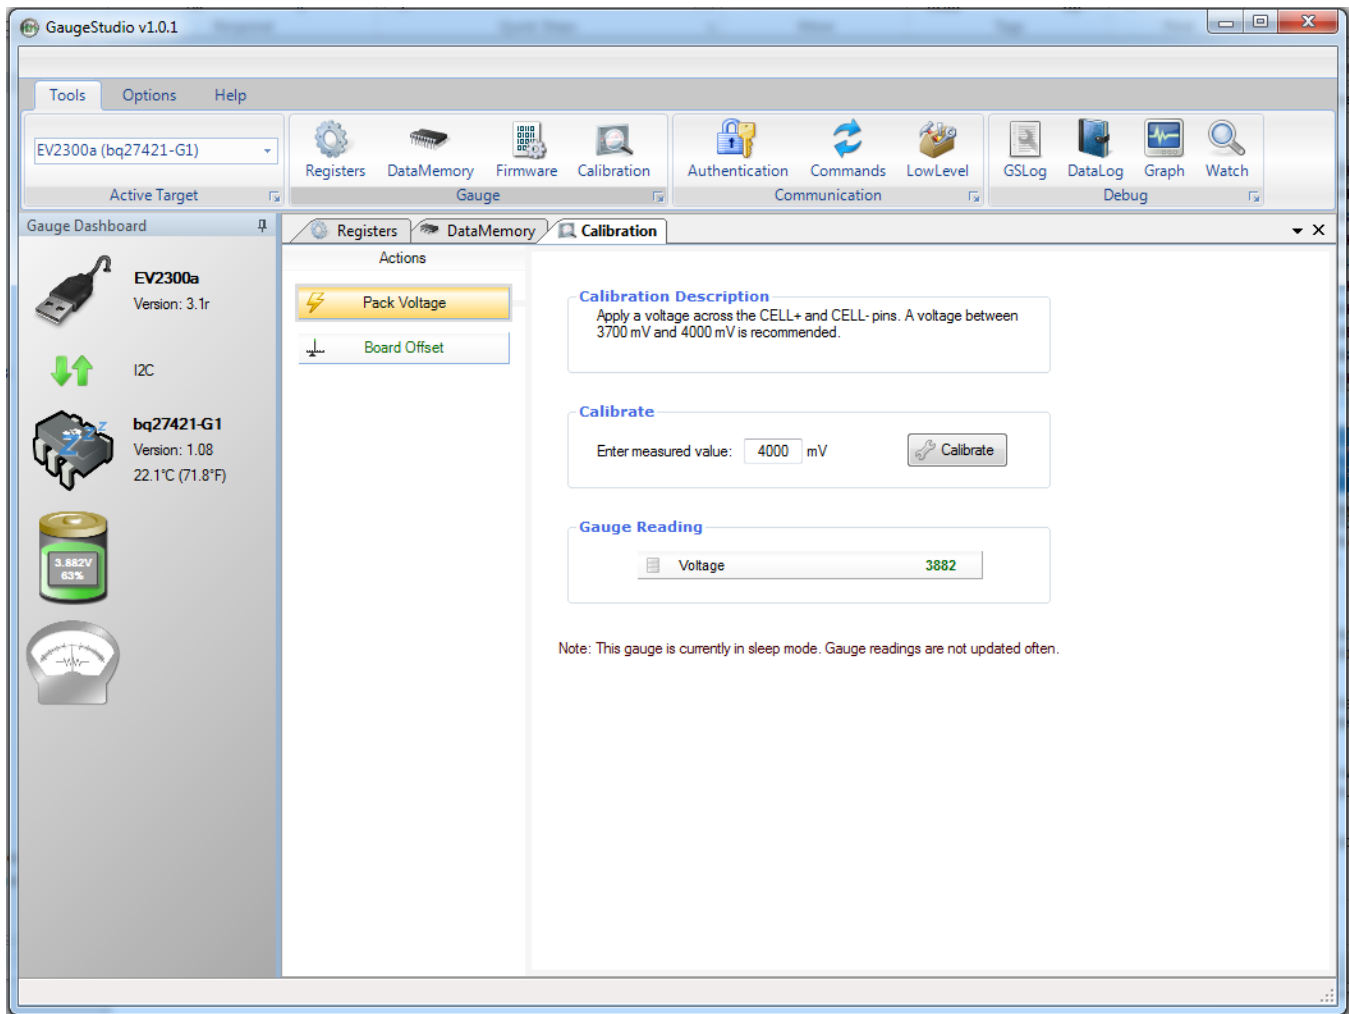 GaugeStudio v1.0.1
Tools Options Help
EV2300a (bq27421-G1)
Registers DataMemory Firmware Calibration Authentication Commands LowLevel GSLog DataLog Graph Watch
Active Target Gauge Communication Debug
Gauge Dashboard
Registers DataMemory Calibration
Actions
EV2300a
Version: 3.1r
I2C
bq27421-G1
Version: 1.08
22.1°C (71.8°F)
3.882V
63%
Pack Voltage
Board Offset
Calibration Description
Apply a voltage across the CELL+ and CELL- pins. A voltage between
3700 mV and 4000 mV is recommended.
Calibrate
Enter measured value: 4000 mV Calibrate
Gauge Reading
Voltage 3882
Note: This gauge is currently in sleep mode. Gauge readings are not updated often.